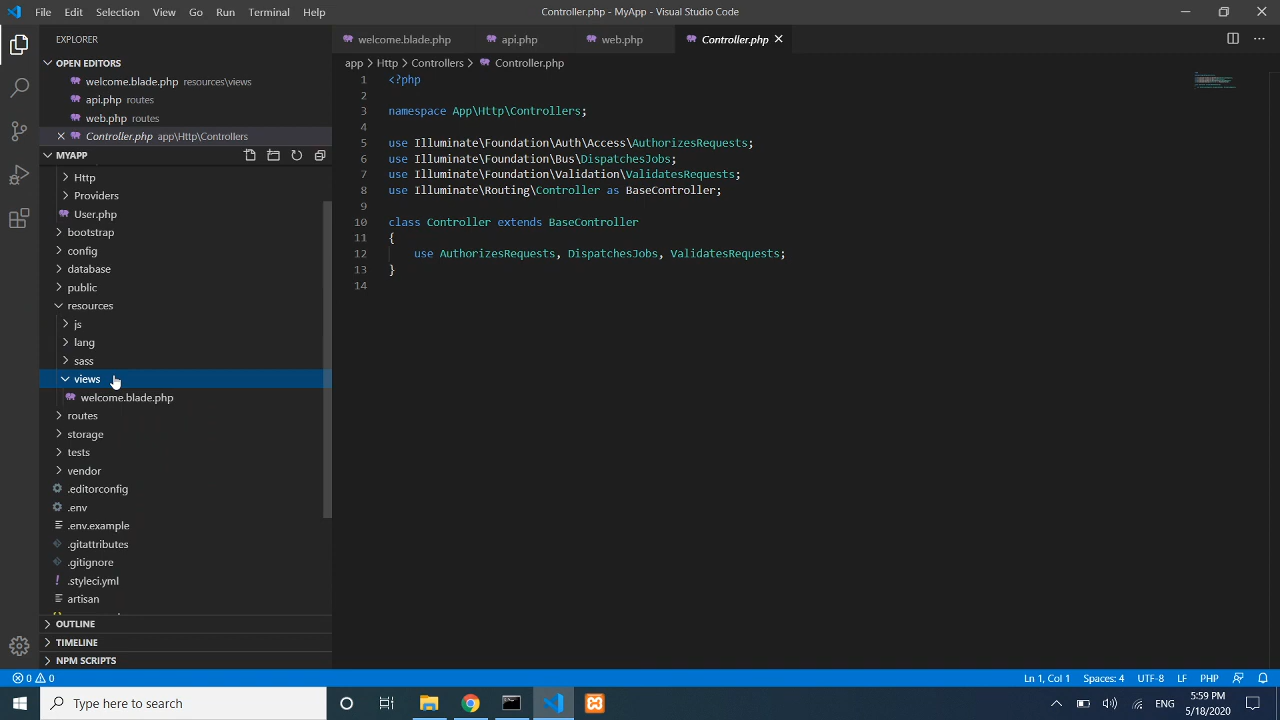 File Edit Selection View Go Run Terminal Help
Controller.php - MyApp - Visual Studio Code
EXPLORER
OPEN EDITORS
welcome.blade.php resources\views
api.php routes
web.php routes
Controller.php app\Http\Controllers
MYAPP
Http
Providers
User.php
bootstrap
config
database
public
resources
js
lang
sass
views
welcome.blade.php
routes
storage
tests
vendor
.editorconfig
.env
.env.example
.gitattributes
.gitignore
.styleci.yml
artisan
OUTLINE
TIMELINE
NPM SCRIPTS
welcome.blade.php api.php web.php Controller.php
app > Http > Controllers > Controller.php
1 <?php
2
3 namespace App\Http\Controllers;
4
5 use Illuminate\Foundation\Auth\Access\AuthorizesRequests;
6 use Illuminate\Foundation\Bus\DispatchesJobs;
7 use Illuminate\Foundation\Validation\ValidatesRequests;
8 use Illuminate\Routing\Controller as BaseController;
9
10 class Controller extends BaseController
11 {
12 use AuthorizesRequests, DispatchesJobs, ValidatesRequests;
13 }
14
0 0 Ln 1, Col 1 Spaces: 4 UTF-8 LF PHP
Type here to search
ENG
5:59 PM
5/18/2020